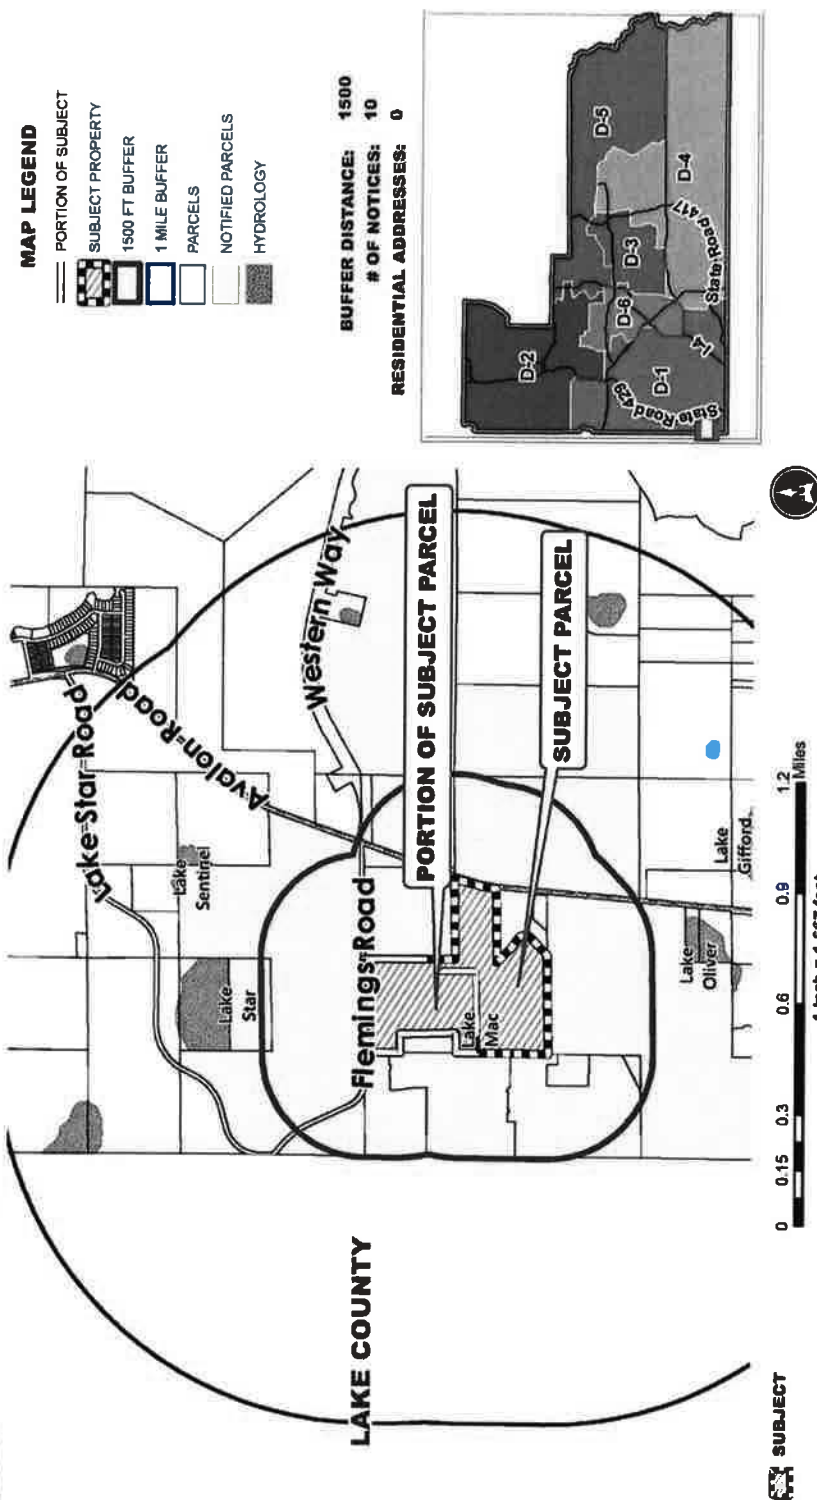 MAP LEGEND
PORTION OF SUBJECT
SUBJECT PROPERTY
1500 FT BUFFER
1 MILE BUFFER
PARCELS
NOTIFIED PARCELS
HYDROLOGY
BUFFER DISTANCE: 1500
# OF NOTICES: 10
RESIDENTIAL ADDRESSES: 0
D-2
D-5
D-3
D-6
D-4
D-1
State Road 417
State Road 429
I-4
Lake-Star-Road
Avalon-Road
Lake
Sentinel
Lake
Star
Western Way
Flemings-Road
LAKE COUNTY
PORTION OF SUBJECT PARCEL
Lake
Mac
SUBJECT PARCEL
Lake
Oliver
Lake
Gifford
SUBJECT
0 0.15 0.3 0.6 0.9 1.2
Miles